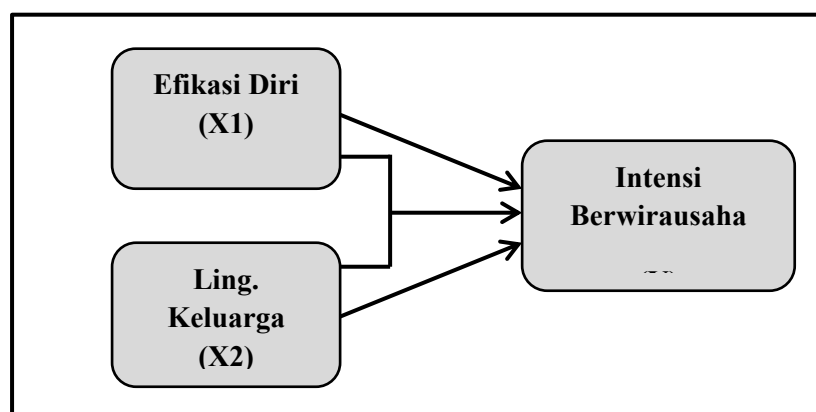 Efikasi Diri
(X1)
Intensi
Berwirausaha
Ling.
Keluarga
(X2)